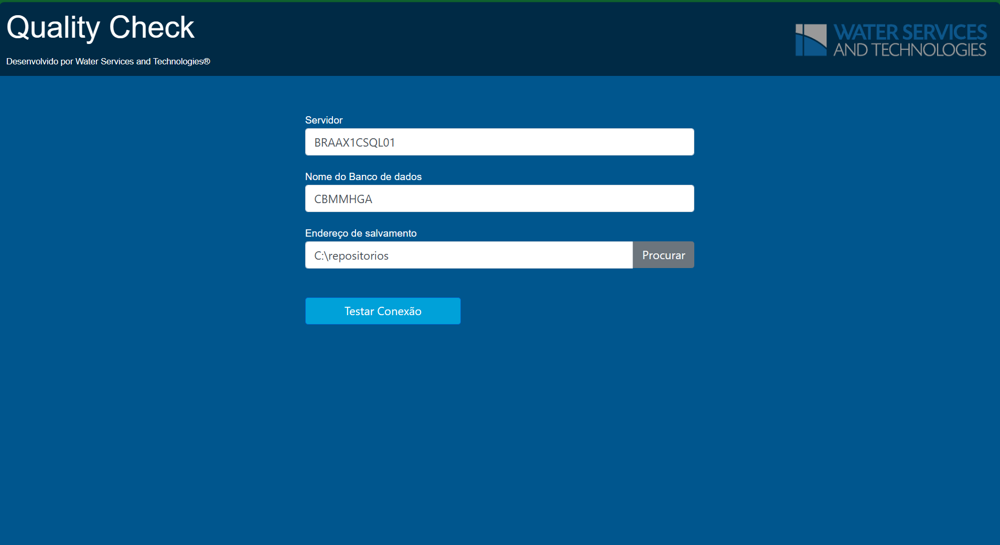 Quality Check
Desenvolvido por Water Services and Technologies®
WATER SERVICES
AND TECHNOLOGIES
Servidor
BRAAX1CSQL01
Nome do Banco de dados
CBMMHGA
Endereço de salvamento
C:\repositorios
Procurar
Testar Conexão